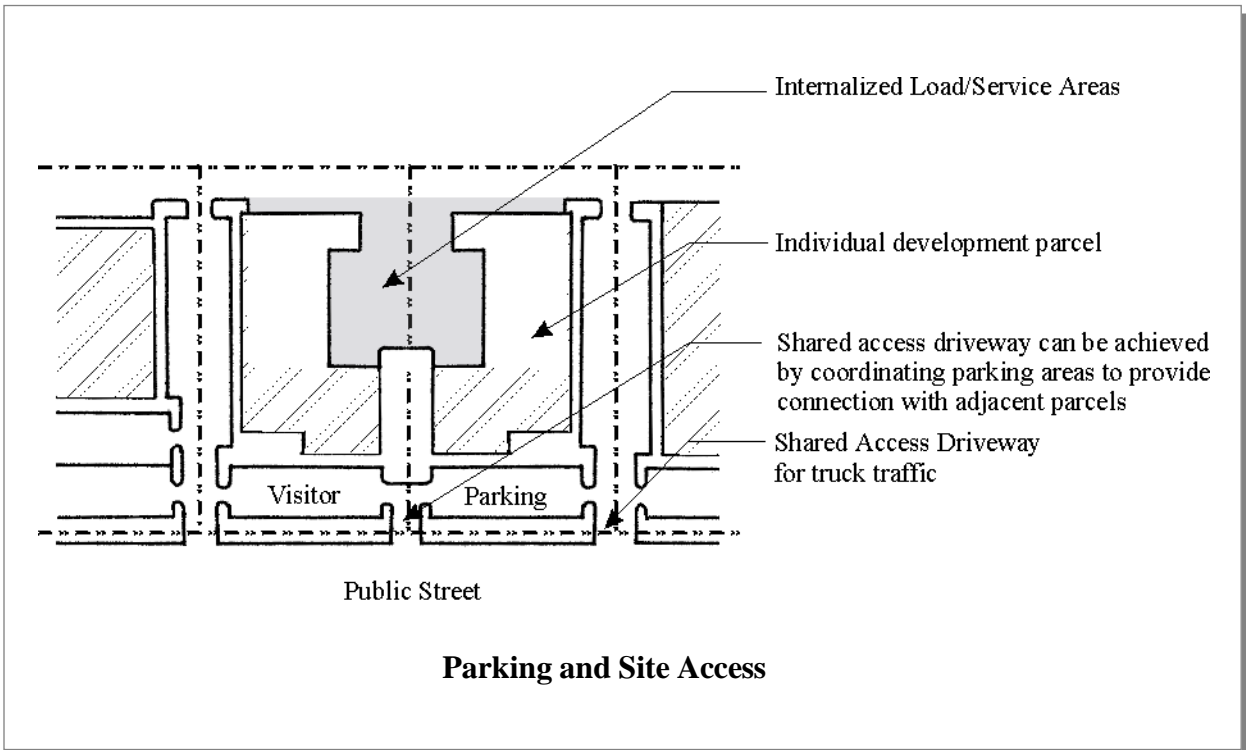 Internalized Load/Service Areas
Individual development parcel
Shared access driveway can be achieved
by coordinating parking areas to provide
connection with adjacent parcels
Shared Access Driveway
for truck traffic
Visitor Parking
Public Street
Parking and Site Access